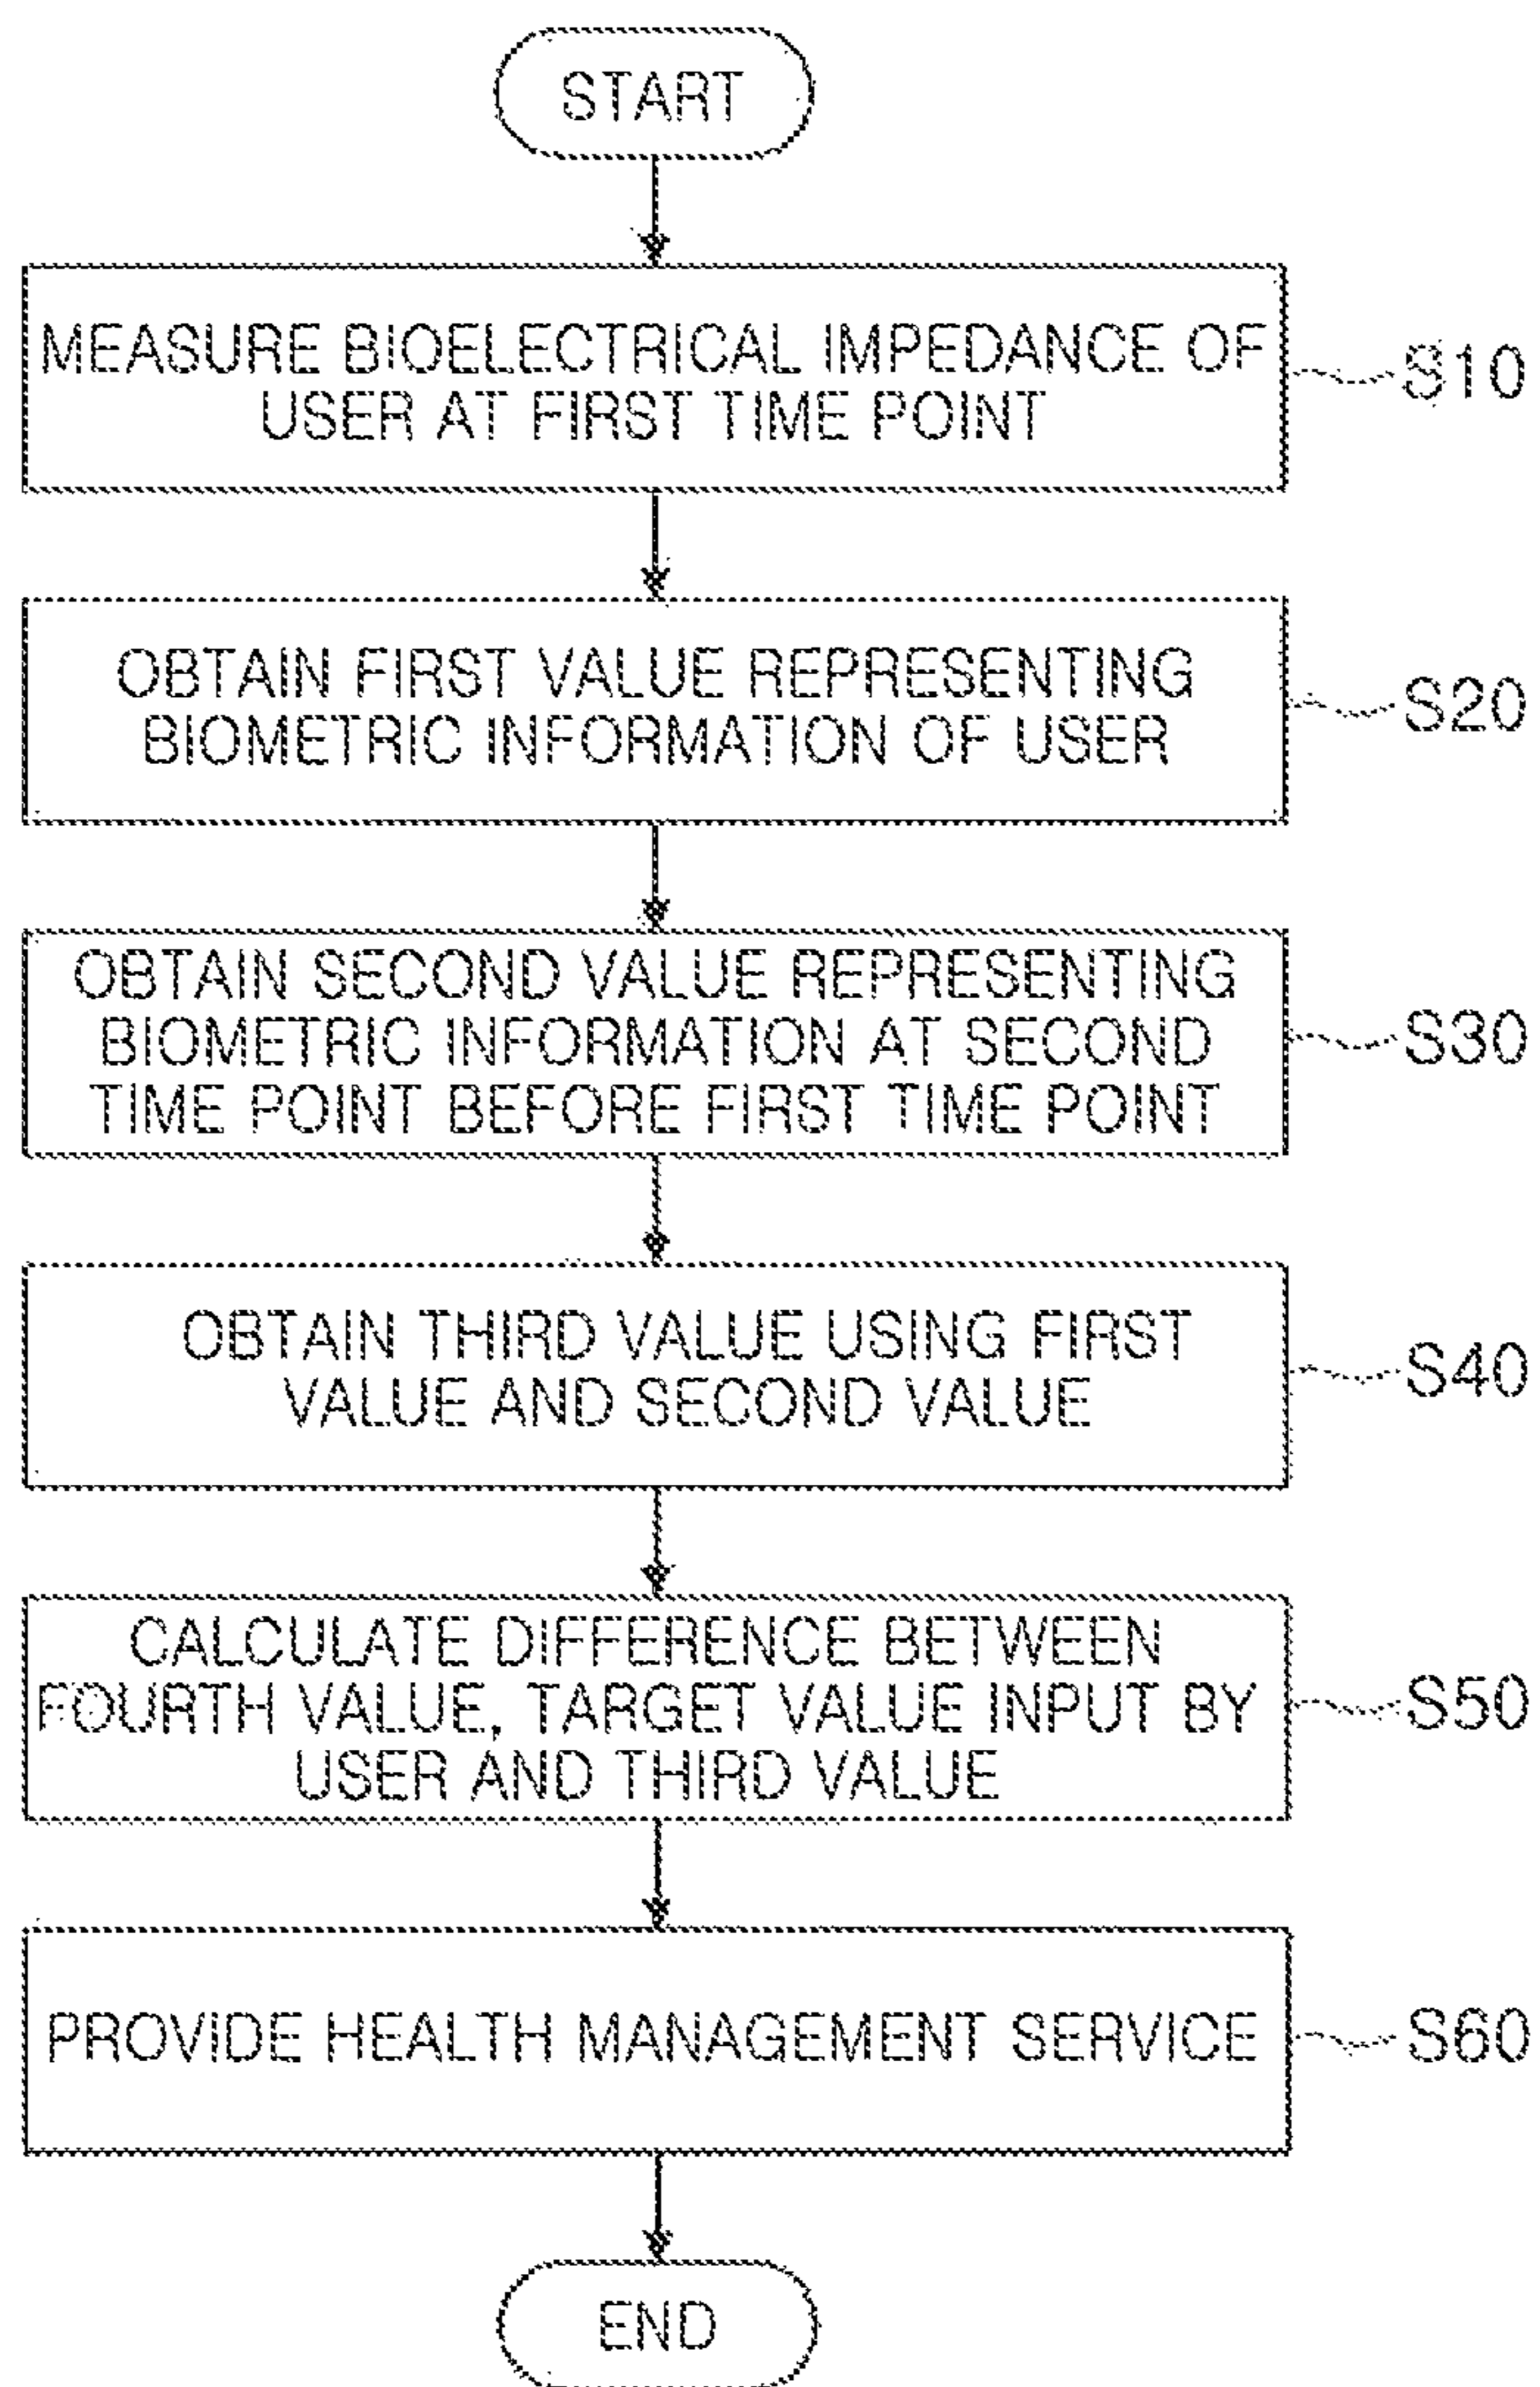 START
MEASURE BIOELECTRICAL IMPEDANCE OF
USER AT FIRST TIME POINT
S10
OBTAIN FIRST VALUE REPRESENTING
BIOMETRIC INFORMATION OF USER
S20
OBTAIN SECOND VALUE REPRESENTING
BIOMETRIC INFORMATION AT SECOND
TIME POINT BEFORE FIRST TIME POINT
S30
OBTAIN THIRD VALUE USING FIRST
VALUE AND SECOND VALUE
S40
CALCULATE DIFFERENCE BETWEEN
FOURTH VALUE, TARGET VALUE INPUT BY
USER AND THIRD VALUE
S50
PROVIDE HEALTH MANAGEMENT SERVICE
S60
END